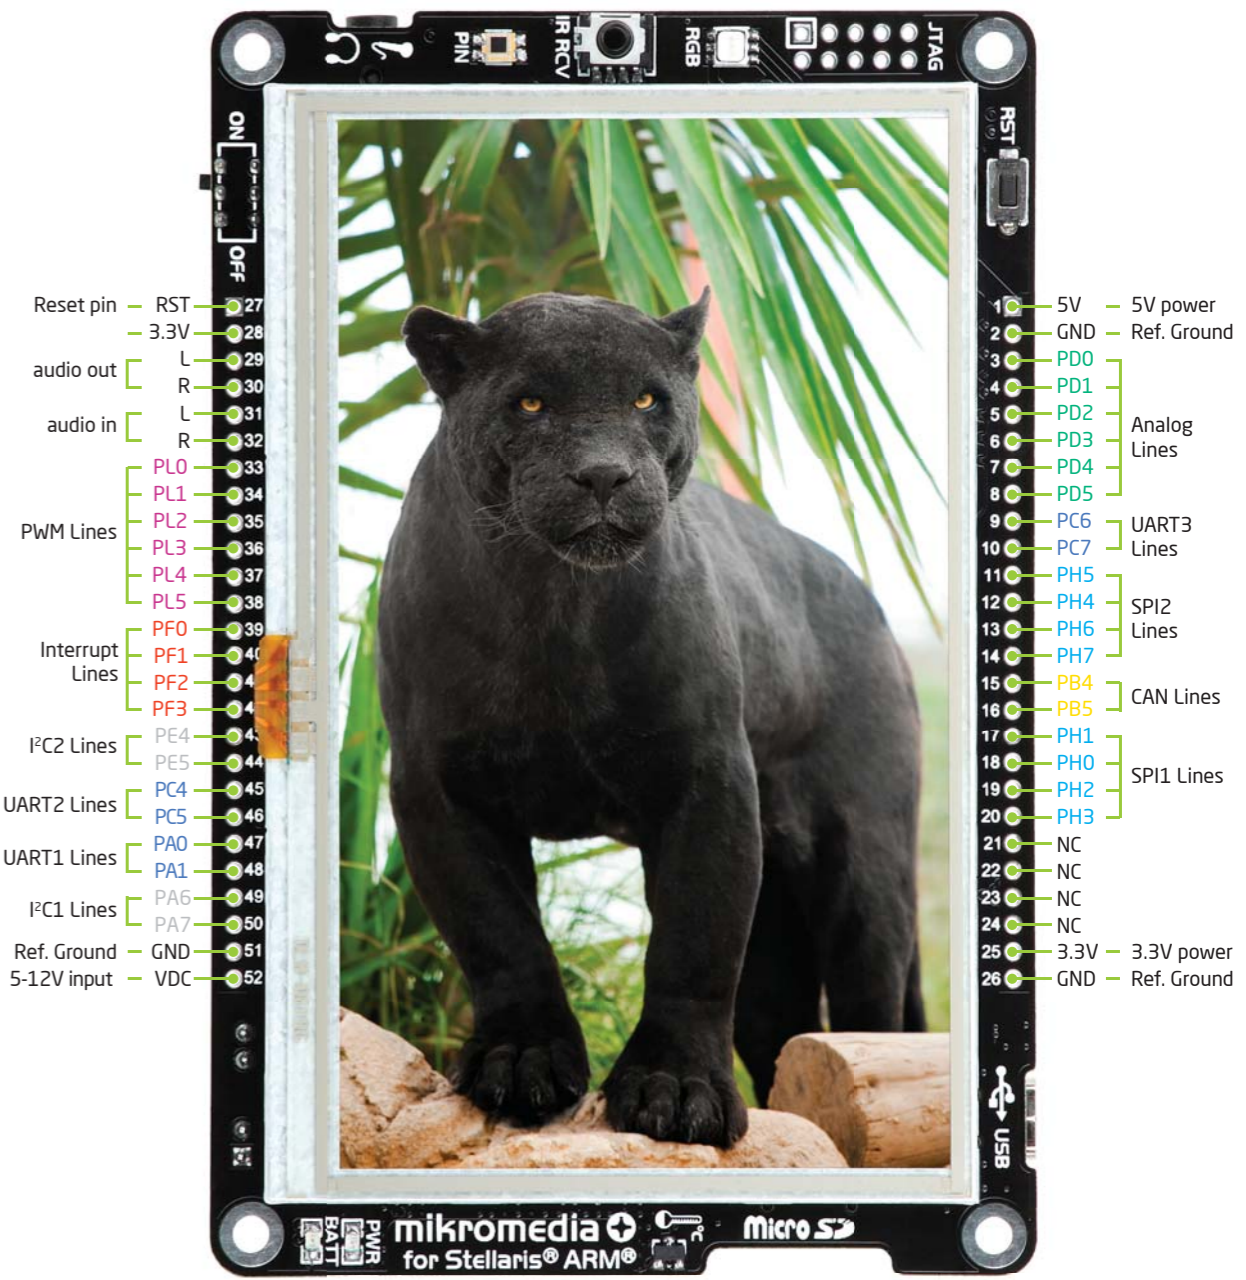 PIN
IR RCV
RGB
JTAG
ON
OFF
RST
Reset pin RST 27
3.3V 28
audio out
L 29
R 30
audio in
L 31
R 32
PWM Lines
PL0 33
PL1 34
PL2 35
PL3 36
PL4 37
PL5 38
Interrupt
Lines
PF0 39
PF1 40
PF2 4
PF3 4
I²C2 Lines
PE4 43
PE5 44
UART2 Lines
PC4 45
PC5 46
UART1 Lines
PA0 47
PA1 48
I²C1 Lines
PA6 49
PA7 50
Ref. Ground GND 51
5-12V input VDC 52
1 5V 5V power
2 GND Ref. Ground
3 PD0
4 PD1
5 PD2
6 PD3
7 PD4
8 PD5
Analog
Lines
9 PC6
10 PC7
UART3
Lines
11 PH5
12 PH4
13 PH6
14 PH7
SPI2
Lines
15 PB4
16 PB5
CAN Lines
17 PH1
18 PH0
19 PH2
20 PH3
SPI1 Lines
21 NC
22 NC
23 NC
24 NC
25 3.3V 3.3V power
26 GND Ref. Ground
USB
BATT
PWR
mikromedia
for Stellaris® ARM®
°C
Micro SD